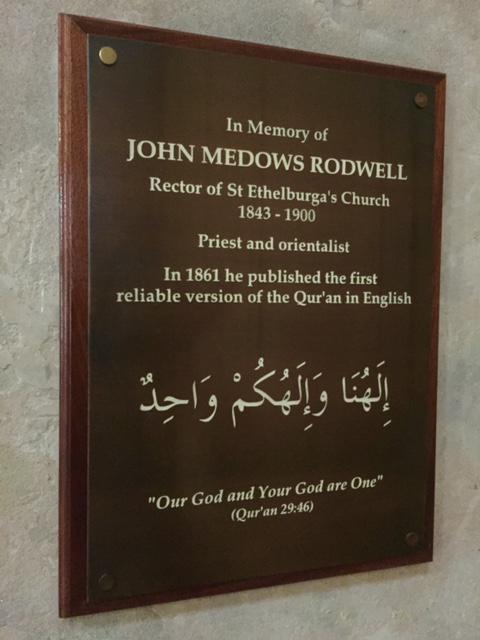 In Memory of
JOHN MEDOWS RODWELL
Rector of St Ethelburga's Church
1843 - 1900
Priest and orientalist
In 1861 he published the first
reliable version of the Qur'an in English
إِلَهُنَا وَإِلَهُكُمْ وَاحِدٌ
"Our God and Your God are One"
(Qur'an 29:46)